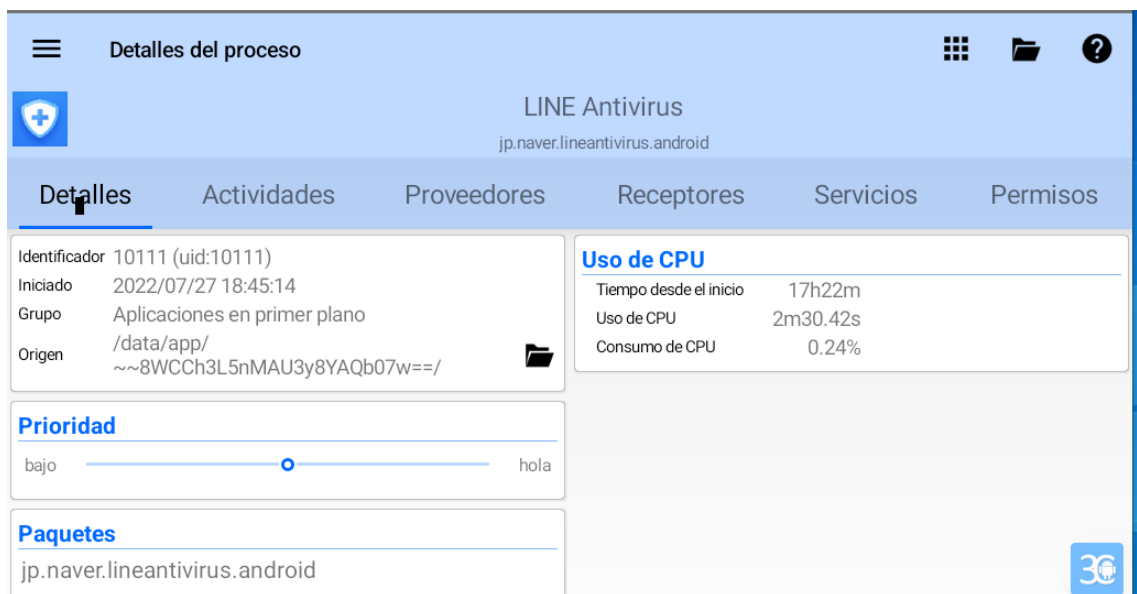 Detalles del proceso
LINE Antivirus
jp.naver.lineantivirus.android
Detalles Actividades Proveedores Receptores Servicios Permisos
Identificador 10111 (uid:10111)
Iniciado 2022/07/27 18:45:14
Grupo Aplicaciones en primer plano
Origen /data/app/
~~8WCCh3L5nMAU3y8YAQb07w==/
Uso de CPU
Tiempo desde el inicio 17h22m
Uso de CPU 2m30.42s
Consumo de CPU 0.24%
Prioridad
bajo hola
Paquetes
jp.naver.lineantivirus.android
3C